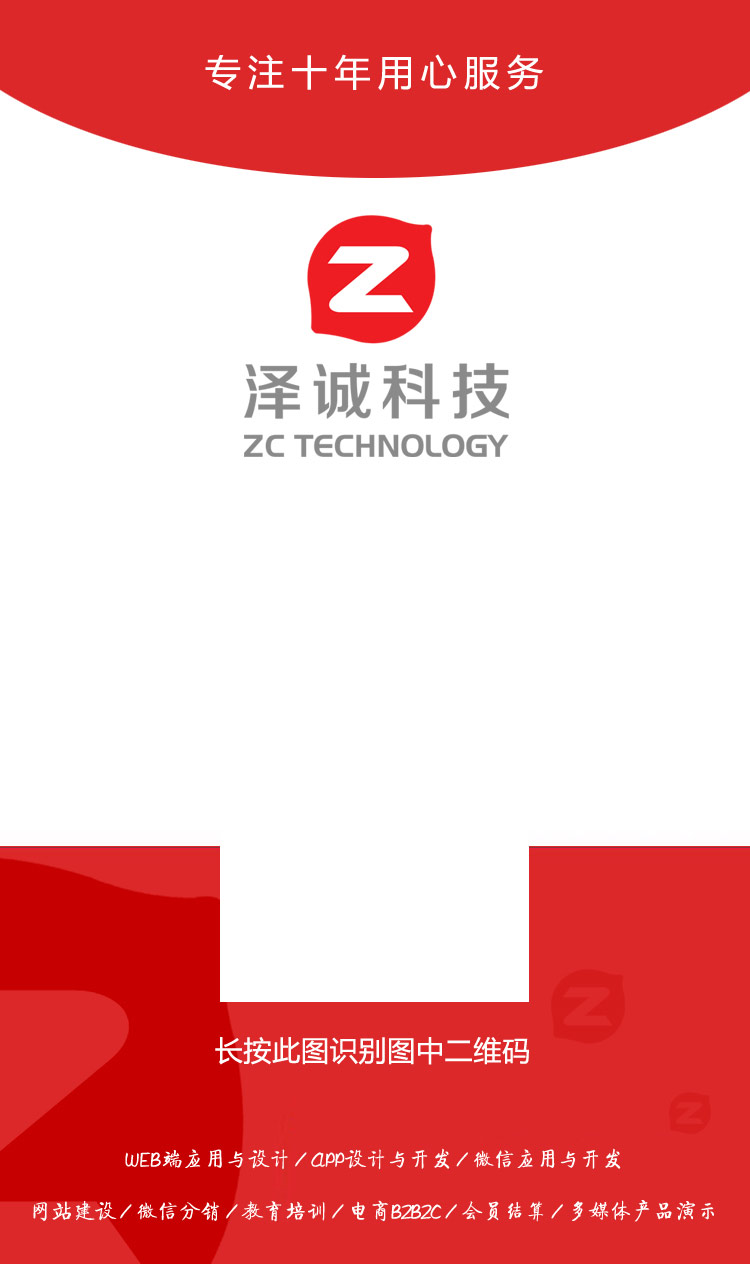 专注十年用心服务
Z
泽诚科技
ZC TECHNOLOGY
长按此图识别图中二维码
WEB端应用与设计/APP设计与开发/微信应用与开发
网站建设/微信分销/教育培训/电商B2B2C/会员结算/多媒体产品演示